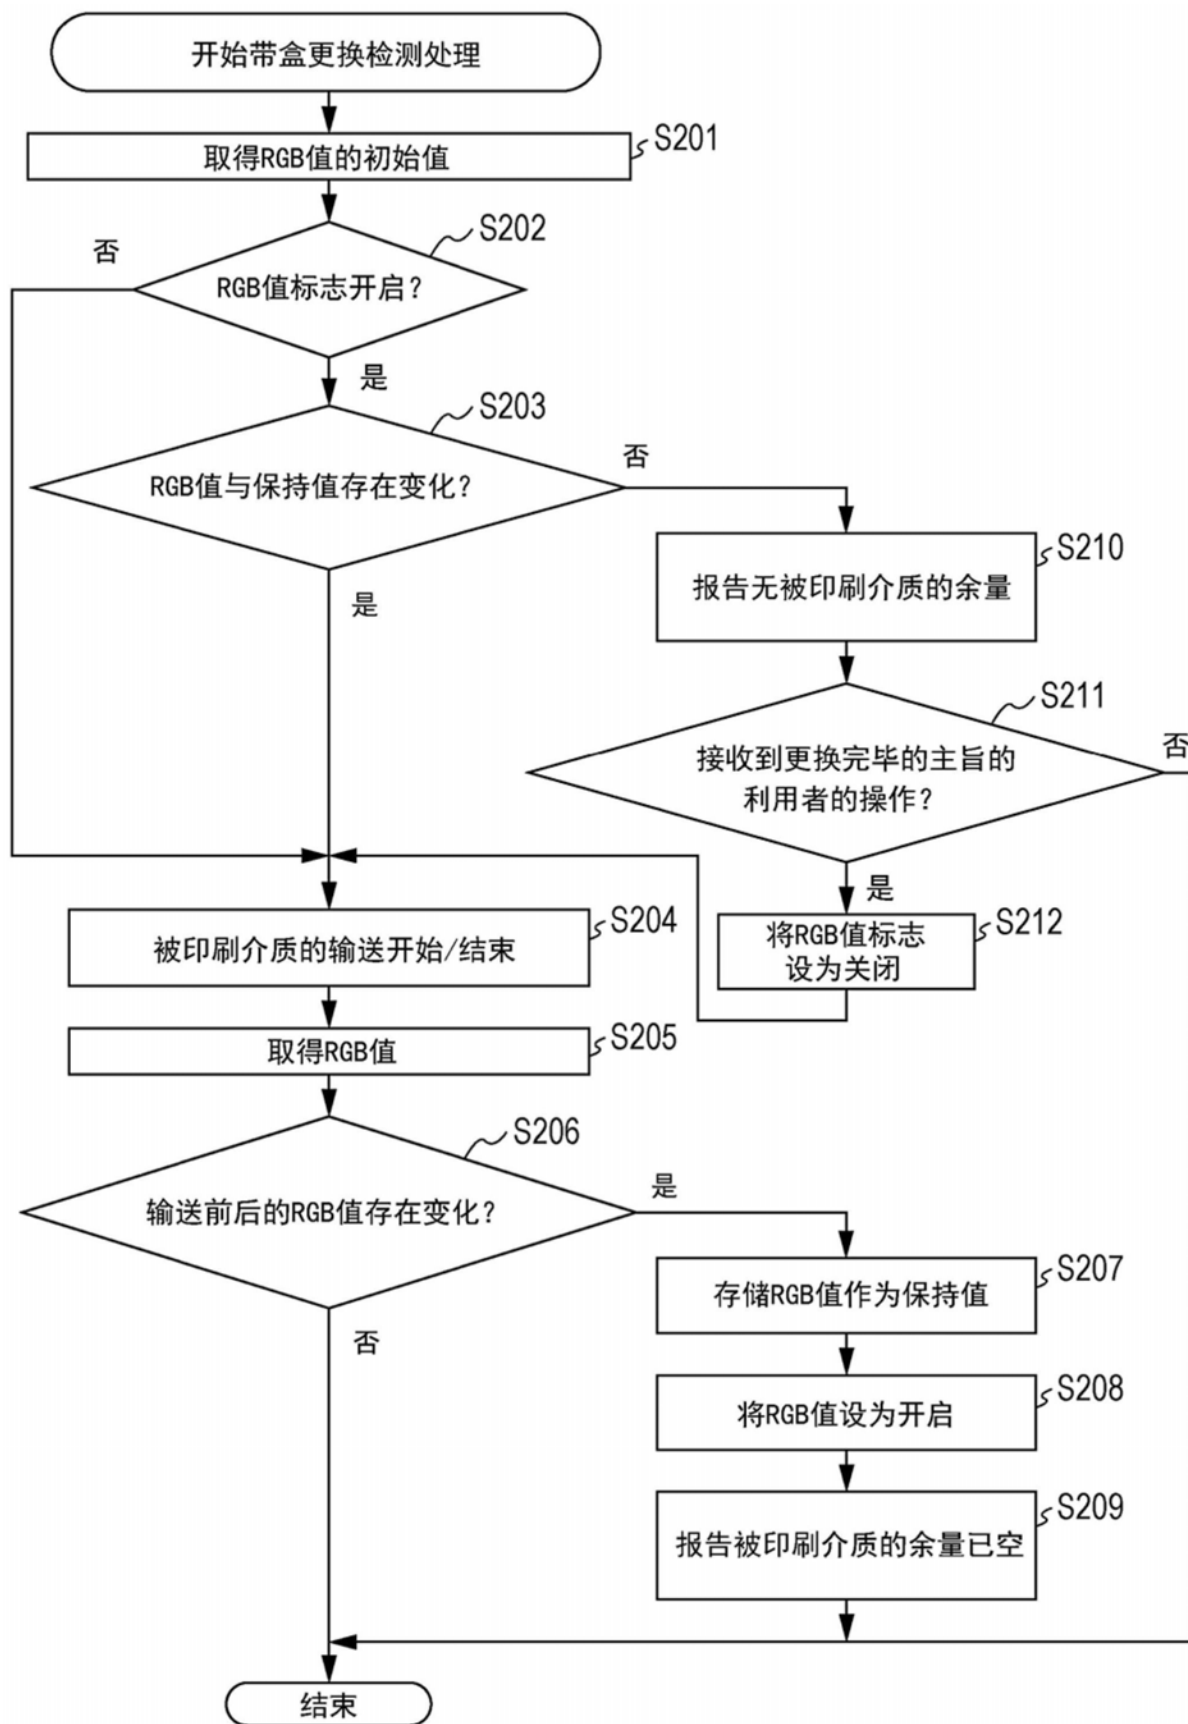 开始带盒更换检测处理
S201
取得RGB值的初始值
S202
否
RGB值标志开启？
是
S203
否
RGB值与保持值存在变化？
是
S210
报告无被印刷介质的余量
S211
否
接收到更换完毕的主旨的
利用者的操作？
是
S204
被印刷介质的输送开始/结束
S212
将RGB值标志
设为关闭
S205
取得RGB值
S206
是
输送前后的RGB值存在变化？
否
S207
存储RGB值作为保持值
S208
将RGB值设为开启
S209
报告被印刷介质的余量已空
结束